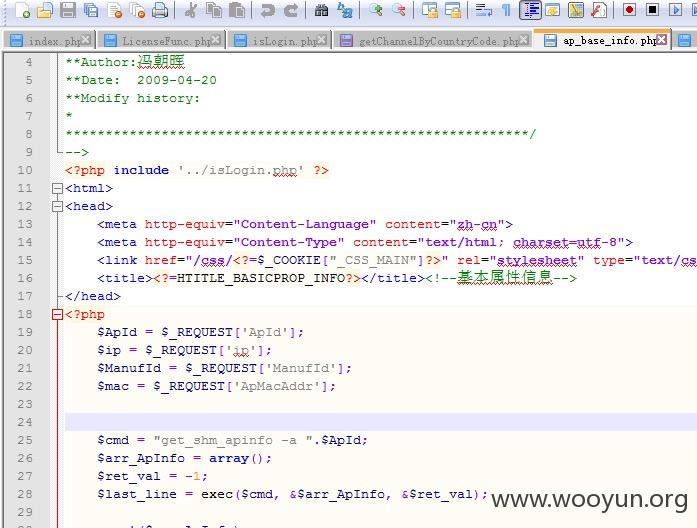 index.php
LicenseFunc.php
isLogin.php
getChannelByCountryCode.php
ap_base_info.php
4 **Author:冯朝晖
5 **Date: 2009-04-20
6 **Modify history:
7 *
8 **********************************************************/
9 -->
10 <?php include '../isLogin.php' ?>
11 <html>
12 <head>
13 <meta http-equiv="Content-Language" content="zh-cn">
14 <meta http-equiv="Content-Type" content="text/html; charset=utf-8">
15 <link href="/css/<?=$_COOKIE["_CSS_MAIN"]?>" rel="stylesheet" type="text/cs
16 <title><?=HTITLE_BASICPROP_INFO?></title><!--基本属性信息-->
17 </head>
18 <?php
19 $ApId = $_REQUEST['ApId'];
20 $ip = $_REQUEST['ip'];
21 $ManufId = $_REQUEST['ManufId'];
22 $mac = $_REQUEST['ApMacAddr'];
23
24
25 $cmd = "get_shm_apinfo -a ".$ApId;
26 $arr_ApInfo = array();
27 $ret_val = -1;
28 $last_line = exec($cmd, &$arr_ApInfo, &$ret_val);
29
www.wooyun.org